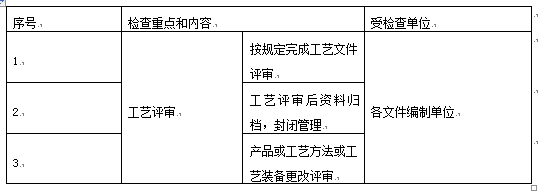 序号 检查重点和内容 受检查单位
1.
工艺评审
按规定完成工艺文件
评审
各文件编制单位
2.
工艺评审后资料归
档，封闭管理
3.
产品或工艺方法或工
艺装备更改评审